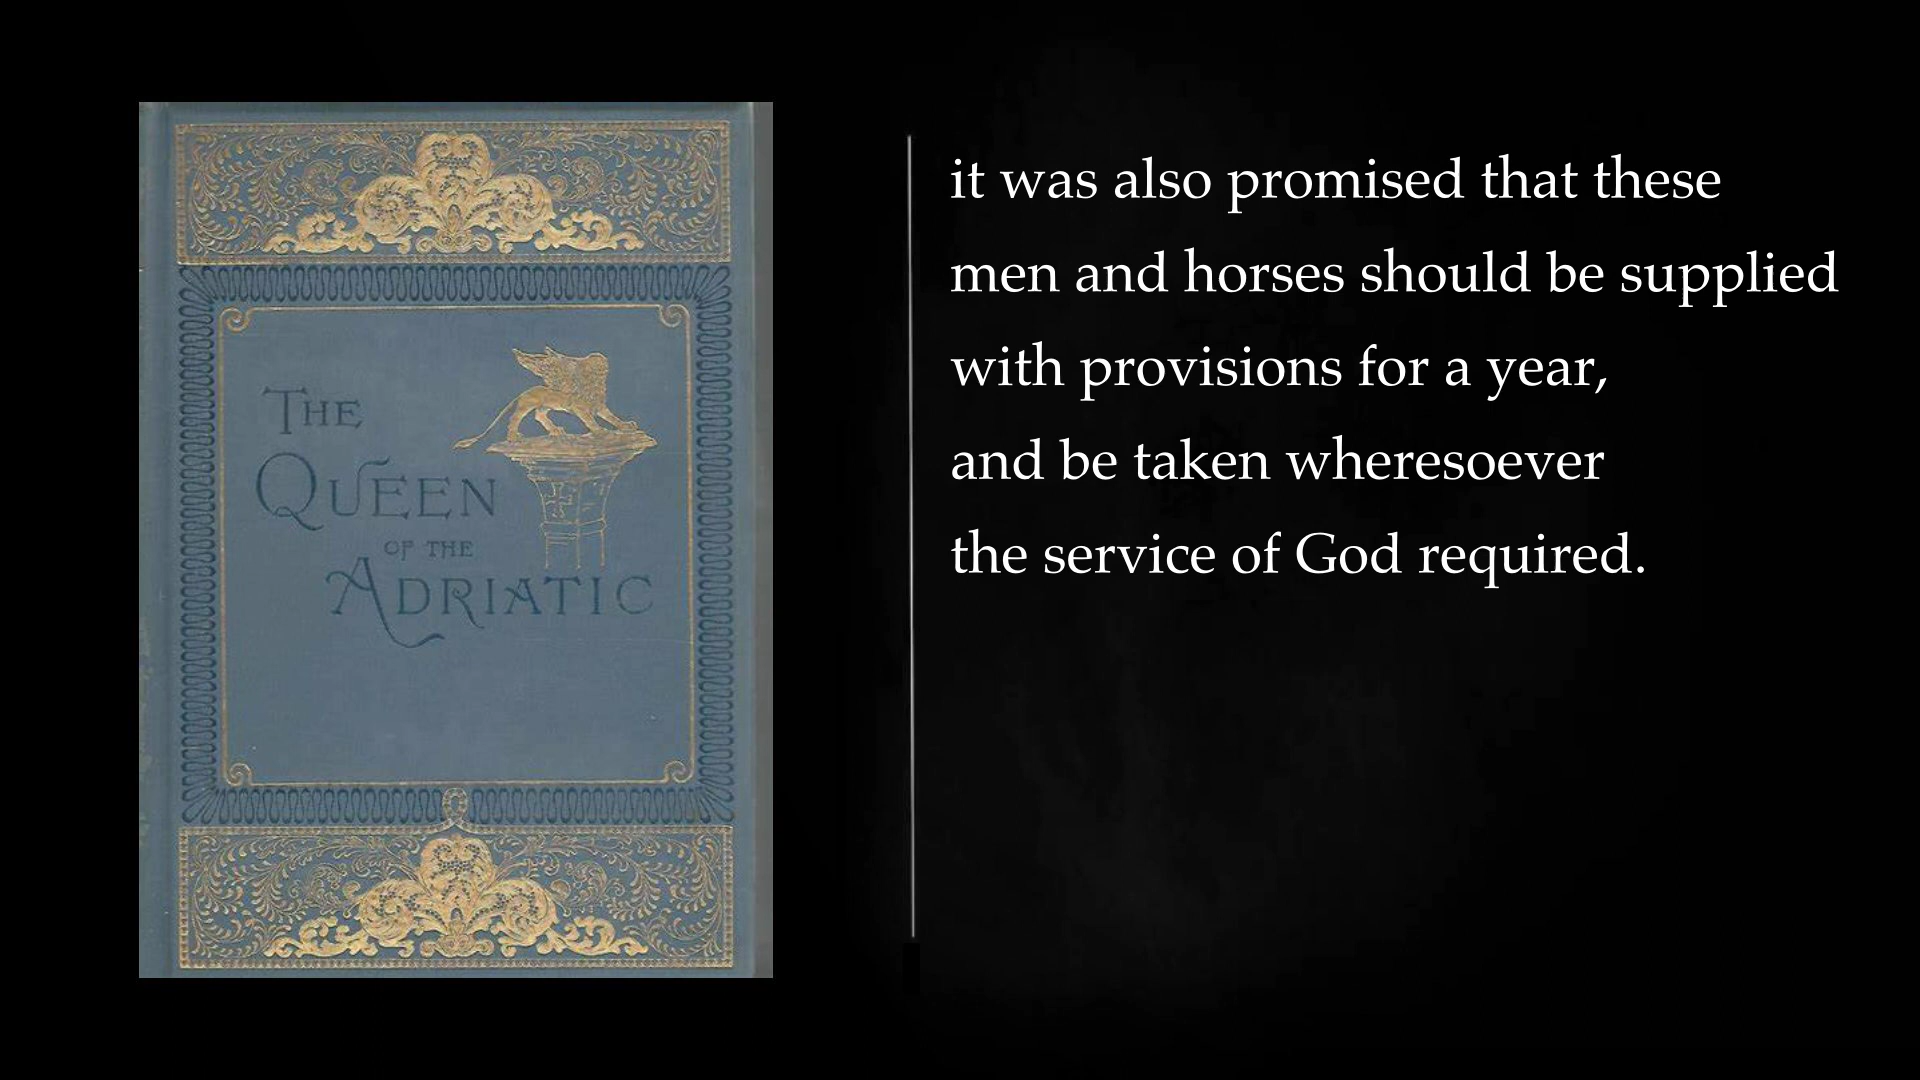 THE
QUEEN
OF THE
ADRIATIC
it was also promised that these
men and horses should be supplied
with provisions for a year,
and be taken wheresoever
the service of God required.